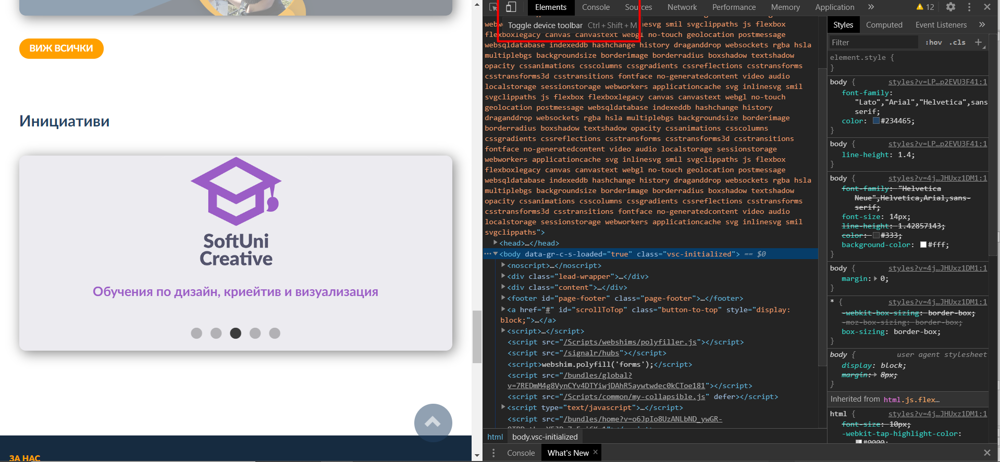 ВИЖ ВСИЧКИ
Инициативи
SoftUni
Creative
Обучения по дизайн, криейтив и визуализация
ЗА НАС
Elements Console Sources Network Performance Memory Application » 12
Toggle device toolbar Ctrl + Shift + M
nesvg smil svgclippaths js flexbox
flexboxlegacy canvas canvastext webgl no-touch geolocation postmessage
websqldatabase indexeddb hashchange history draganddrop websockets rgba hsla
multiplebgs backgroundsize borderimage borderradius boxshadow textshadow
opacity cssanimations csscolumns cssgradients cssreflections csstransforms
csstransforms3d csstransitions fontface no-generatedcontent video audio
localstorage sessionstorage webworkers applicationcache svg inlinesvg smil
svgclippaths js flexbox flexboxlegacy canvas canvastext webgl no-touch
geolocation postmessage websqldatabase indexeddb hashchange history
draganddrop websockets rgba hsla multiplebgs backgroundsize borderimage
borderradius boxshadow textshadow opacity cssanimations csscolumns
cssgradients cssreflections csstransforms csstransforms3d csstransitions
fontface no-generatedcontent video audio localstorage sessionstorage
webworkers applicationcache svg inlinesvg smil svgclippaths js flexbox
flexboxlegacy canvas canvastext webgl no-touch geolocation postmessage
websqldatabase indexeddb hashchange history draganddrop websockets rgba hsla
multiplebgs backgroundsize borderimage borderradius boxshadow textshadow
opacity cssanimations csscolumns cssgradients cssreflections csstransforms
csstransforms3d csstransitions fontface no-generatedcontent video audio
localstorage sessionstorage webworkers applicationcache svg inlinesvg smil
svgclippaths">
<head>…</head>
<body data-gr-c-s-loaded="true" class="vsc-initialized"> == $0
<noscript>…</noscript>
<div class="lead-wrapper">…</div>
<div class="content">…</div>
<footer id="page-footer" class="page-footer">…</footer>
<a href="#" id="scrollToTop" class="button-to-top" style="display:
block;">…</a>
<script>…</script>
<script src="/Scripts/webshims/polyfiller.js"></script>
<script src="/signalr/hubs"></script>
<script>webshim.polyfill('forms');</script>
<script src="/bundles/global?
v=7REDmM4g8VynCYv4DTYiwjDAhR5aywtwdec0kCToe181"></script>
<script src="/Scripts/common/my-collapsible.js" defer></script>
<script type="text/javascript">…</script>
<script src="/bundles/home?v=o6JpIo8UzANLbND_ywGR-
html body.vsc-initialized
Console What's New ×
Styles Computed Event Listeners »
Filter :hov .cls +
element.style {
}
body { styles?v=LP…p2EVU3F41:1
font-family:
"Lato","Arial","Helvetica",sans
serif;
color: #234465;
}
body { styles?v=LP…p2EVU3F41:1
line-height: 1.4;
}
body { styles?v=4j…JHUxz1DM1:1
font-family: "Helvetica
Neue",Helvetica,Arial,sans-
serif;
font-size: 14px;
line-height: 1.42857143;
color: #333;
background-color: #fff;
}
body { styles?v=4j…JHUxz1DM1:1
margin: 0;
}
* { styles?v=4j…JHUxz1DM1:1
-webkit-box-sizing: border-box;
-moz-box-sizing: border-box;
box-sizing: border-box;
}
body { user agent stylesheet
display: block;
margin: 8px;
}
Inherited from html.js.flex…
html { styles?v=4j…JHUxz1DM1:1
font-size: 10px;
-webkit-tap-highlight-color:
#0000;